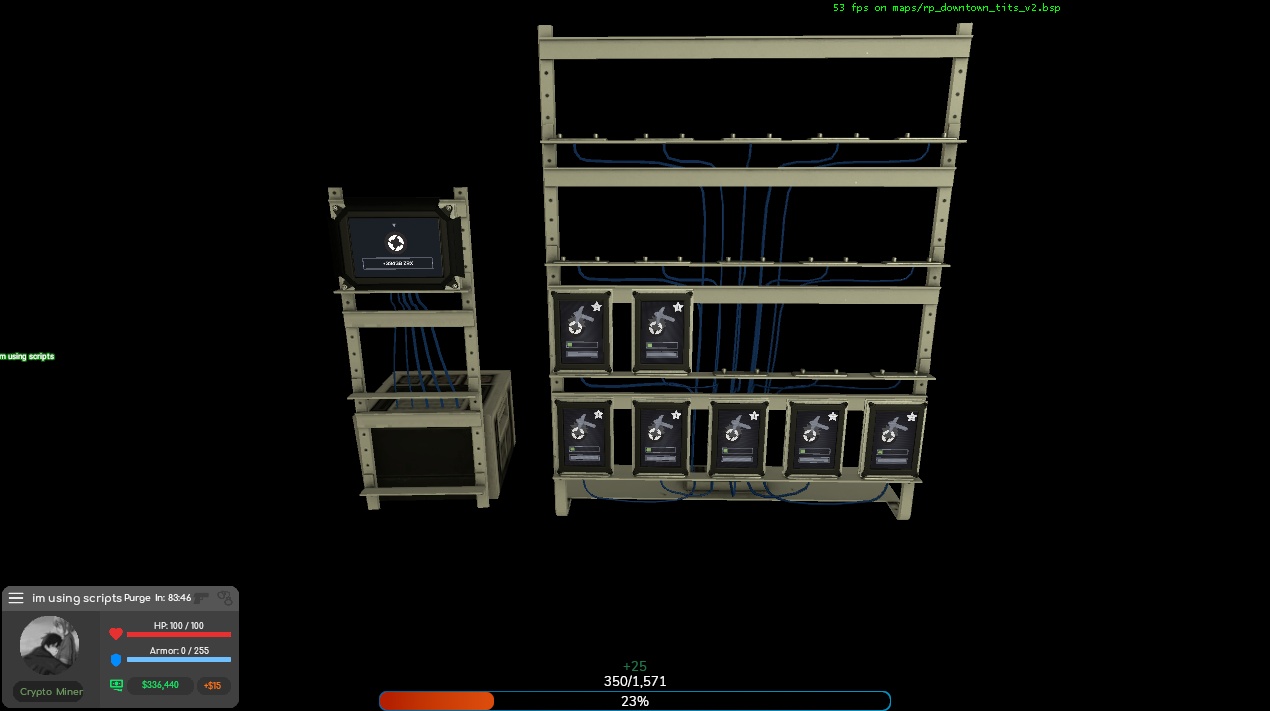 53 fps on maps/rp_downtown_tits_v2.bsp
m using scripts
im using scripts Purge In: 83:46
HP: 100 / 100
Armor: 0 / 255
$336,440 +$15
Crypto Miner
+25
350/1,571
23%